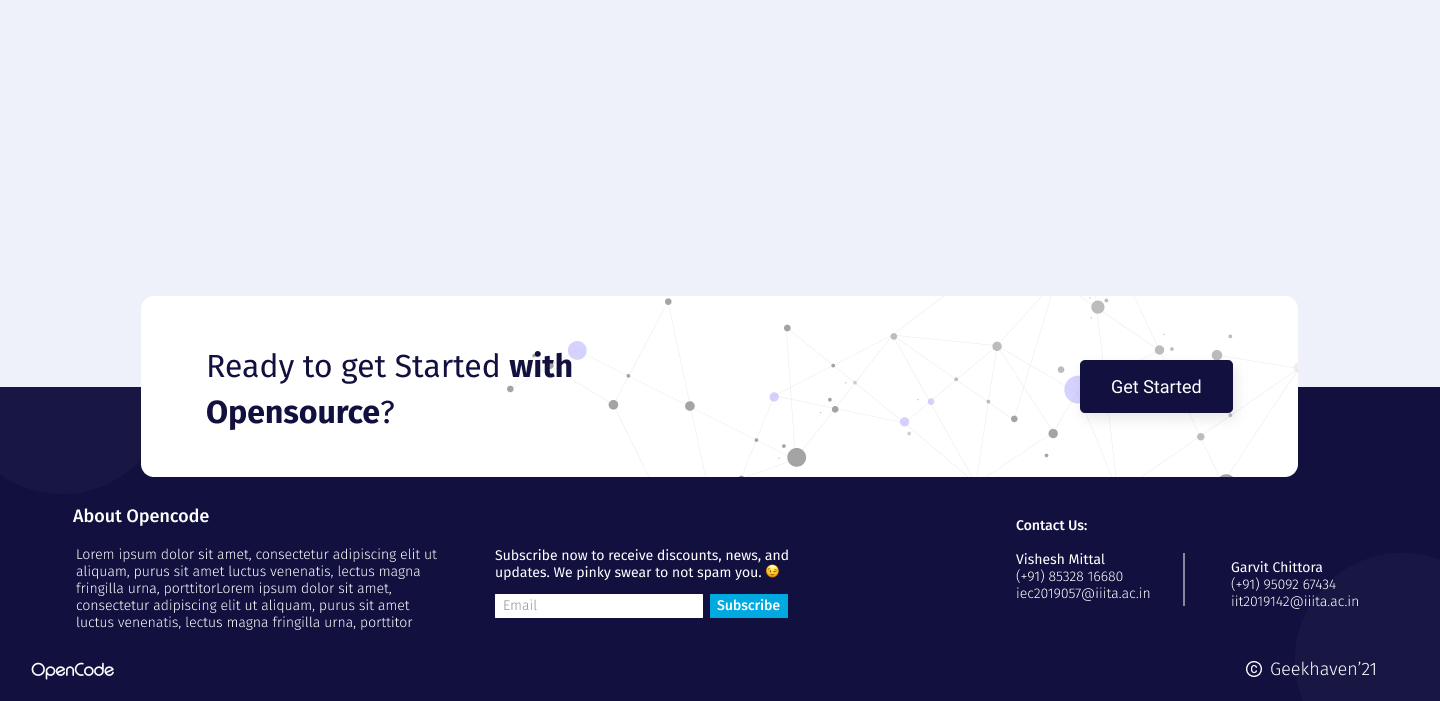 Ready to get Started with
Opensource?
Get Started
About Opencode
Lorem ipsum dolor sit amet, consectetur adipiscing elit ut
aliquam, purus sit amet luctus venenatis, lectus magna
fringilla urna, porttitorLorem ipsum dolor sit amet,
consectetur adipiscing elit ut aliquam, purus sit amet
luctus venenatis, lectus magna fringilla urna, porttitor
Subscribe now to receive discounts, news, and
updates. We pinky swear to not spam you. 😉
Email
Subscribe
Contact Us:
Vishesh Mittal
(+91) 85328 16680
iec2019057@iiita.ac.in
Garvit Chittora
(+91) 95092 67434
iit2019142@iiita.ac.in
OpenCode
© Geekhaven’21